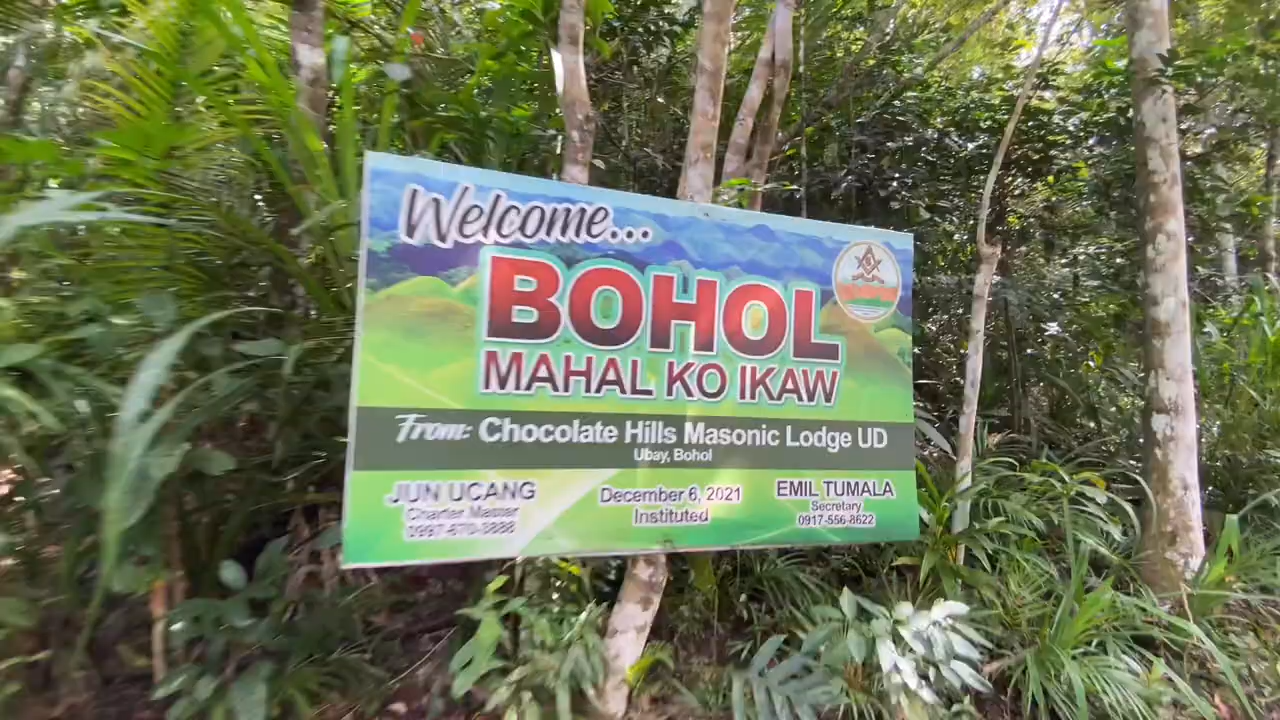 Welcome...
BOHOL
MAHAL KO IKAW
From: Chocolate Hills Masonic Lodge UD
Ubay, Bohol
JUN UCANG
Charter Master
December 6, 2021
Instituted
EMIL TUMALA
Secretary
0917-556-8622